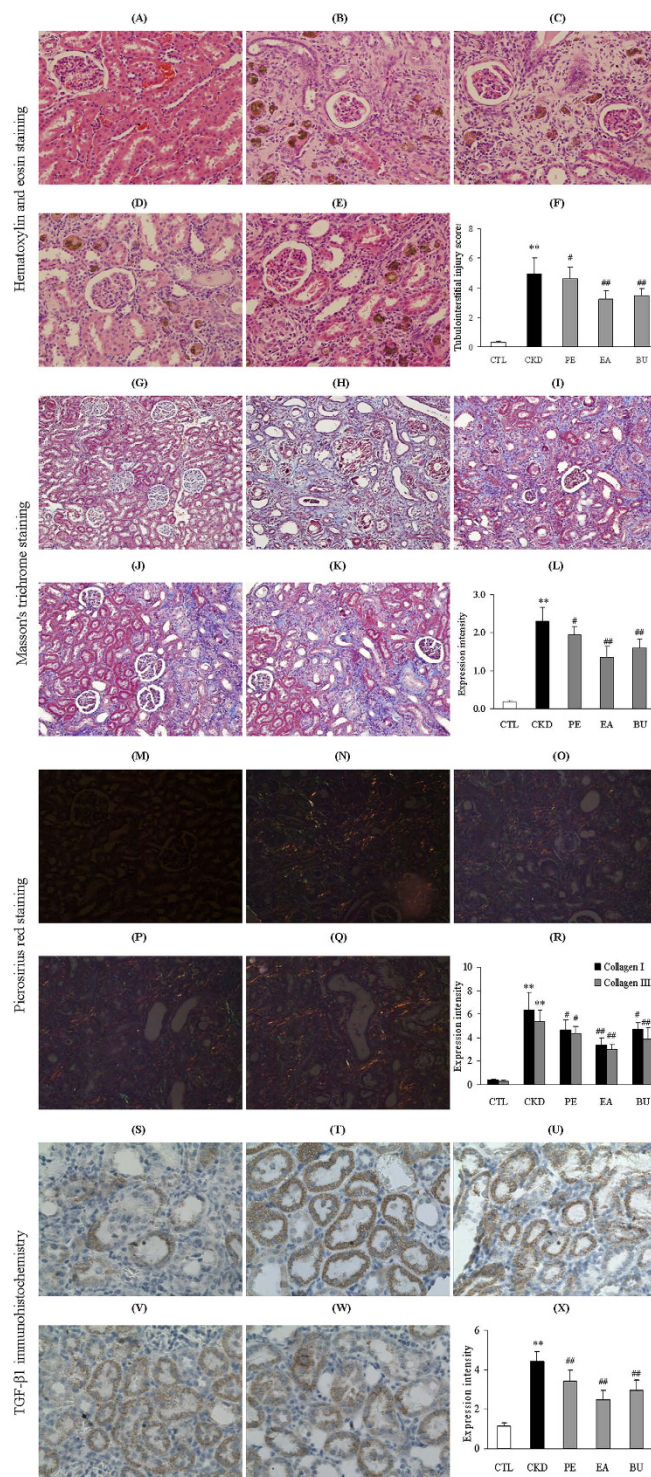 (A) (B) (C)
Hematoxylin and eosin staining
(D) (E) (F)
Tubulointerstitial injury scores
** # ## ##
6
4
2
0
CTL CKD PE EA BU
(G) (H) (I)
Masson's trichrome staining
(J) (K) (L)
Expression intensity
** # ## ##
3.0
2.0
1.0
0.0
CTL CKD PE EA BU
(M) (N) (O)
Picrosirius red staining
(P) (Q) (R)
Expression intensity
Collagen I
Collagen III
** ** # # ## ## # ##
10
8
6
4
2
0
CTL CKD PE EA BU
(S) (T) (U)
TGF-β1 immunohistochemistry
(V) (W) (X)
Expression intensity
** ## ## ##
6
4
2
0
CTL CKD PE EA BU